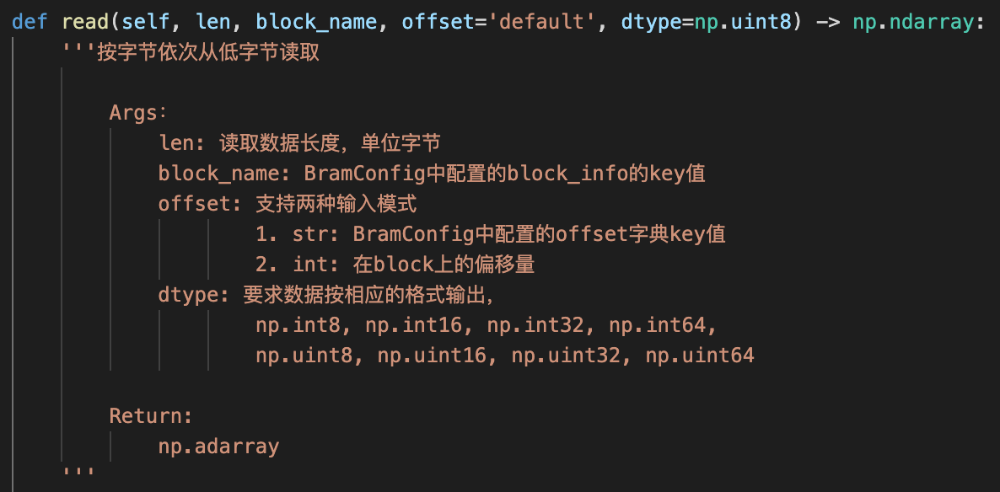 def read(self, len, block_name, offset='default', dtype=np.uint8) -> np.ndarray:
'''按字节依次从低字节读取
Args:
len: 读取数据长度，单位字节
block_name: BramConfig中配置的block_info的key值
offset: 支持两种输入模式
1. str: BramConfig中配置的offset字典key值
2. int: 在block上的偏移量
dtype: 要求数据按相应的格式输出，
np.int8, np.int16, np.int32, np.int64,
np.uint8, np.uint16, np.uint32, np.uint64
Return:
np.adarray
'''